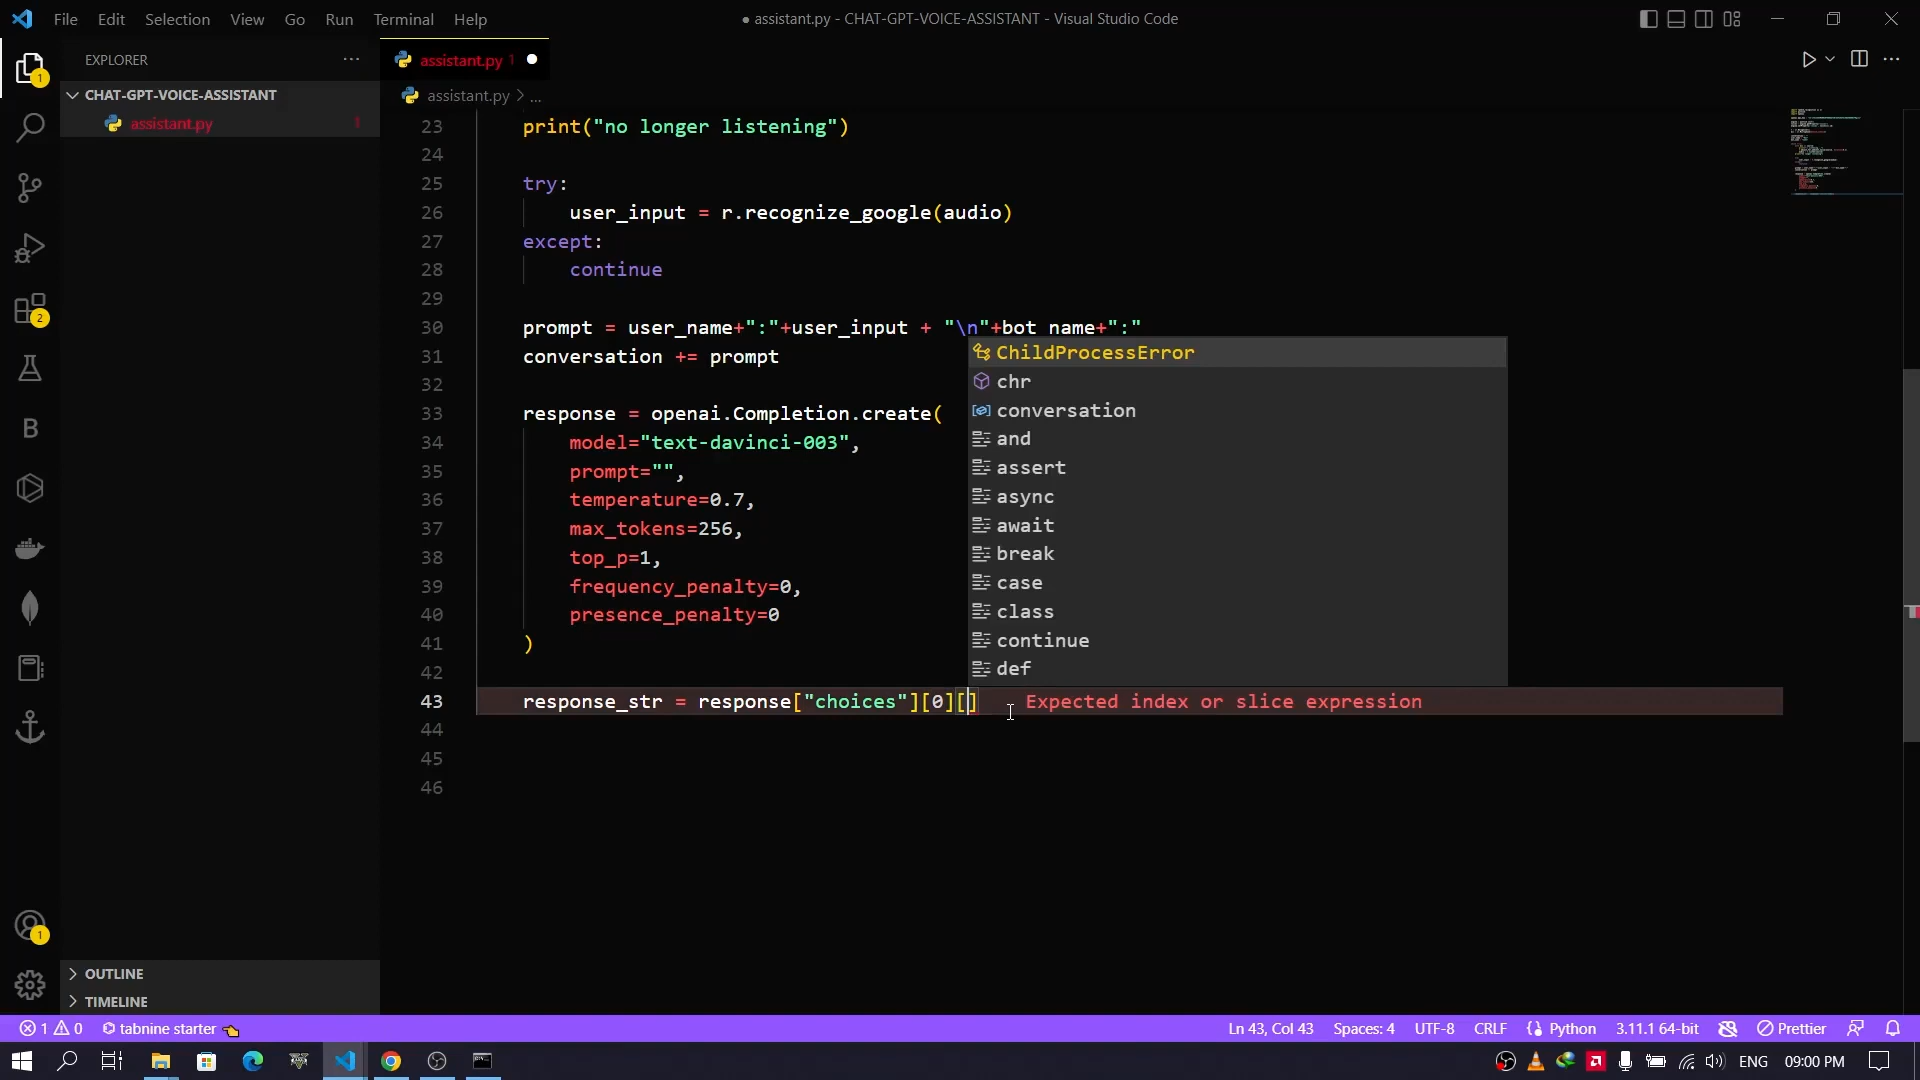 File Edit Selection View Go Run Terminal Help
● assistant.py - CHAT-GPT-VOICE-ASSISTANT - Visual Studio Code
EXPLORER
assistant.py 1
1
CHAT-GPT-VOICE-ASSISTANT
assistant.py > ...
assistant.py 1
23 print("no longer listening")
24
25 try:
26 user_input = r.recognize_google(audio)
27 except:
28 continue
29
30 prompt = user_name+":"+user_input + "\n"+bot_name+":"
31 conversation += prompt
32
33 response = openai.Completion.create(
34 model="text-davinci-003",
35 prompt="",
36 temperature=0.7,
37 max_tokens=256,
38 top_p=1,
39 frequency_penalty=0,
40 presence_penalty=0
41 )
42
43 response_str = response["choices"][0][] Expected index or slice expression
44
45
46
ChildProcessError
chr
conversation
and
assert
async
await
break
case
class
continue
def
2
B
1
OUTLINE
TIMELINE
1 0 tabnine starter
Ln 43, Col 43 Spaces: 4 UTF-8 CRLF Python 3.11.1 64-bit Prettier
ENG 09:00 PM